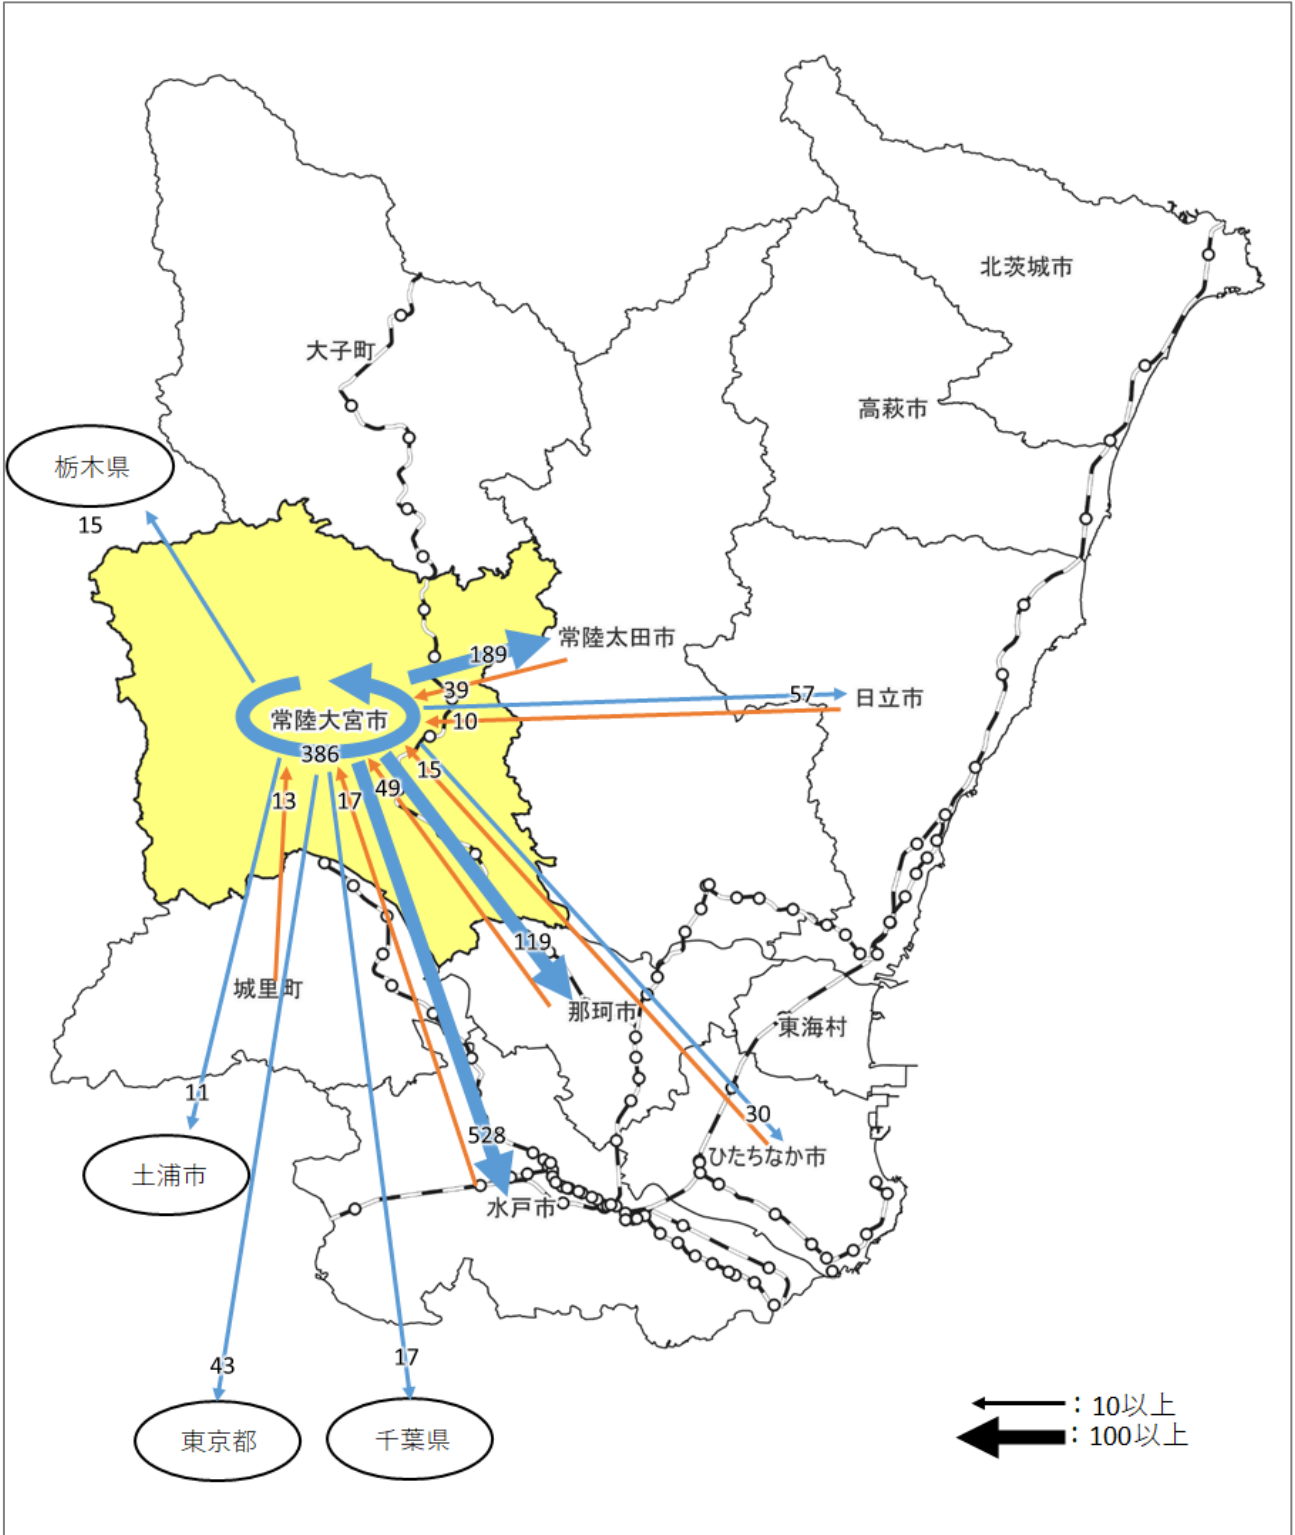 北茨城市
大子町
高萩市
栃木県
15
常陸太田市
189
39
57
日立市
常陸大宮市
10
386
15
49
13
17
119
城里町
那珂市
東海村
11
30
528
ひたちなか市
土浦市
水戸市
43
17
:10以上
:100以上
東京都
千葉県